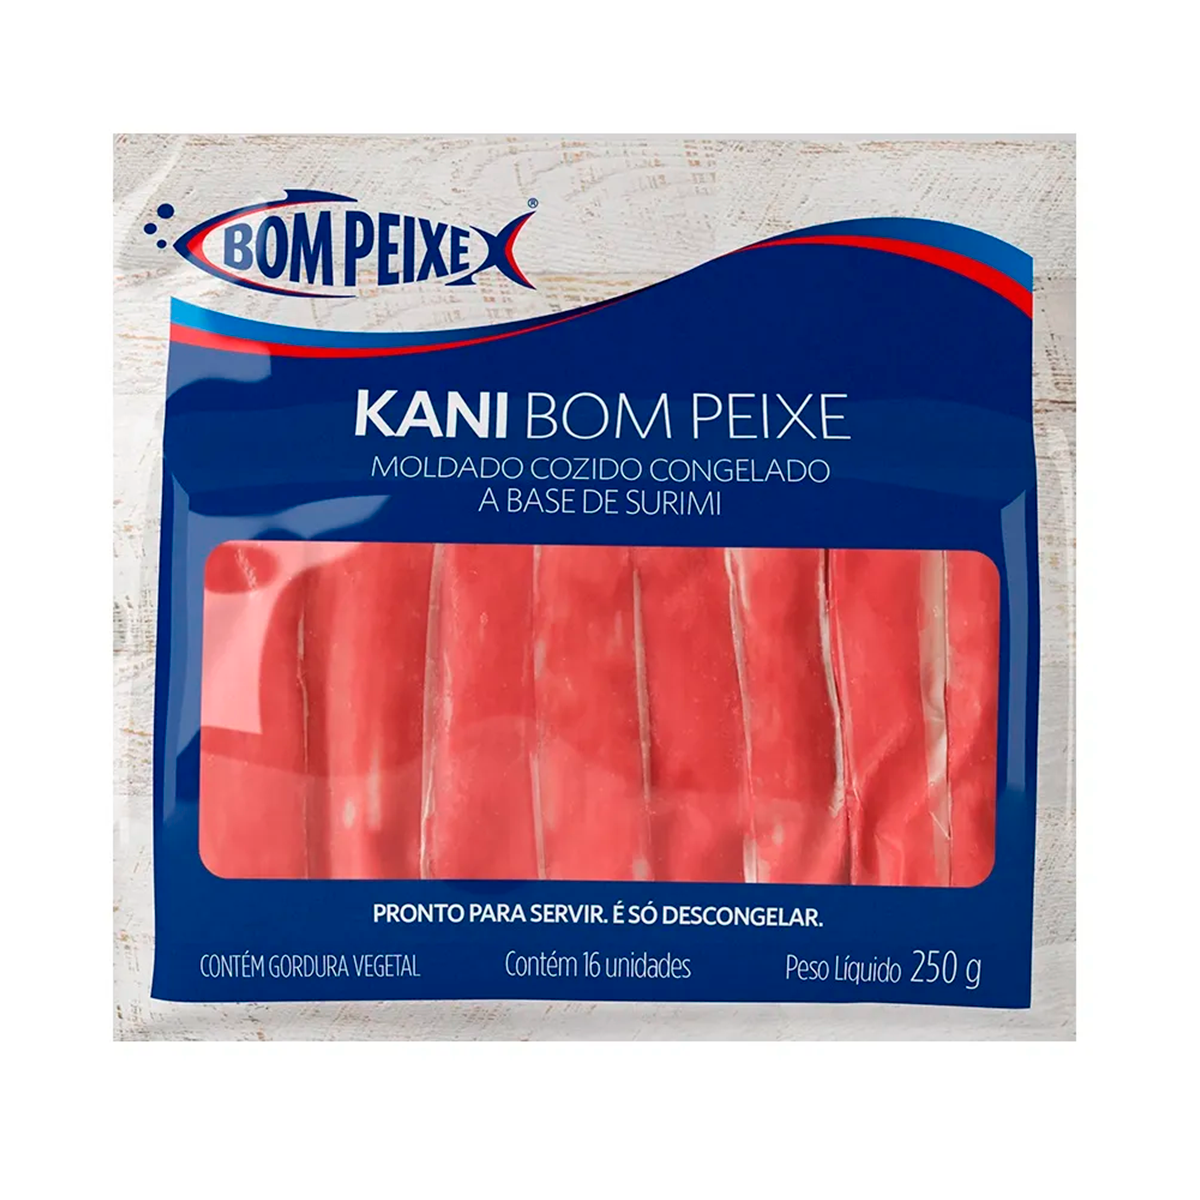 BOM PEIXE®
KANI BOM PEIXE
MOLDADO COZIDO CONGELADO
A BASE DE SURIMI
PRONTO PARA SERVIR. É SÓ DESCONGELAR.
CONTÉM GORDURA VEGETAL Contém 16 unidades Peso Líquido 250 g